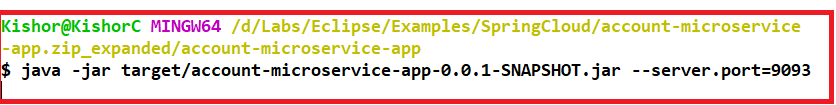 Kishor@KishorC MINGW64 /d/Labs/Eclipse/Examples/SpringCloud/account-microservice
-app.zip_expanded/account-microservice-app
$ java -jar target/account-microservice-app-0.0.1-SNAPSHOT.jar --server.port=9093